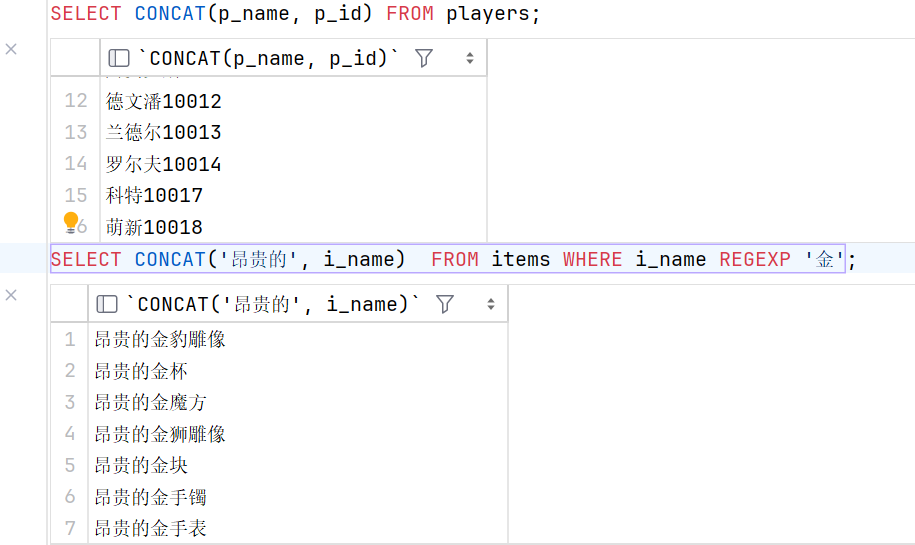 SELECT CONCAT(p_name, p_id) FROM players;
`CONCAT(p_name, p_id)`
12 德文潘10012
13 兰德尔10013
14 罗尔夫10014
15 科特10017
6 萌新10018
SELECT CONCAT('昂贵的', i_name)  FROM items WHERE i_name REGEXP '金';
`CONCAT('昂贵的', i_name)`
1 昂贵的金豹雕像
2 昂贵的金杯
3 昂贵的金魔方
4 昂贵的金狮雕像
5 昂贵的金块
6 昂贵的金手镯
7 昂贵的金手表